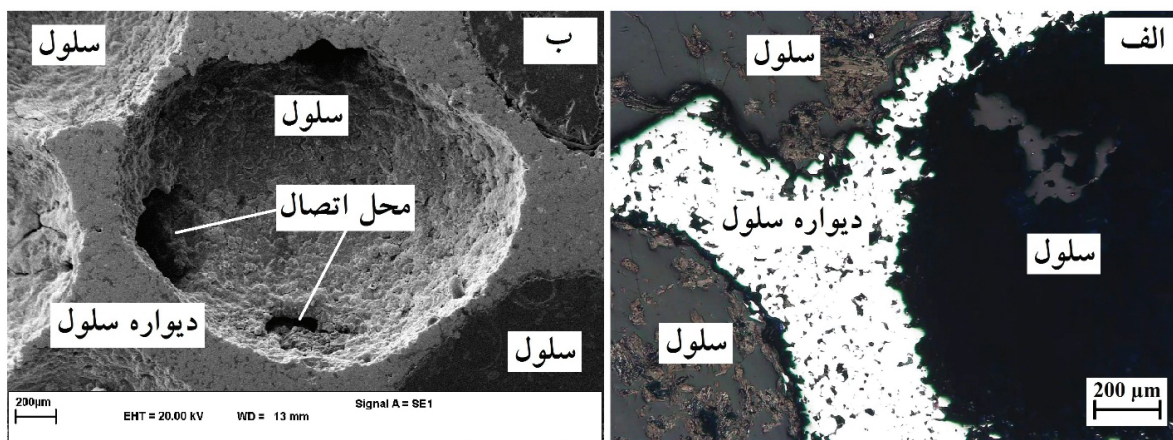 الف
سلول
سلول
دیواره سلول
سلول
200 µm
ب
سلول
سلول
محل اتصال
دیواره سلول
سلول
200µm
EHT = 20.00 kV
WD = 13 mm
Signal A = SE1